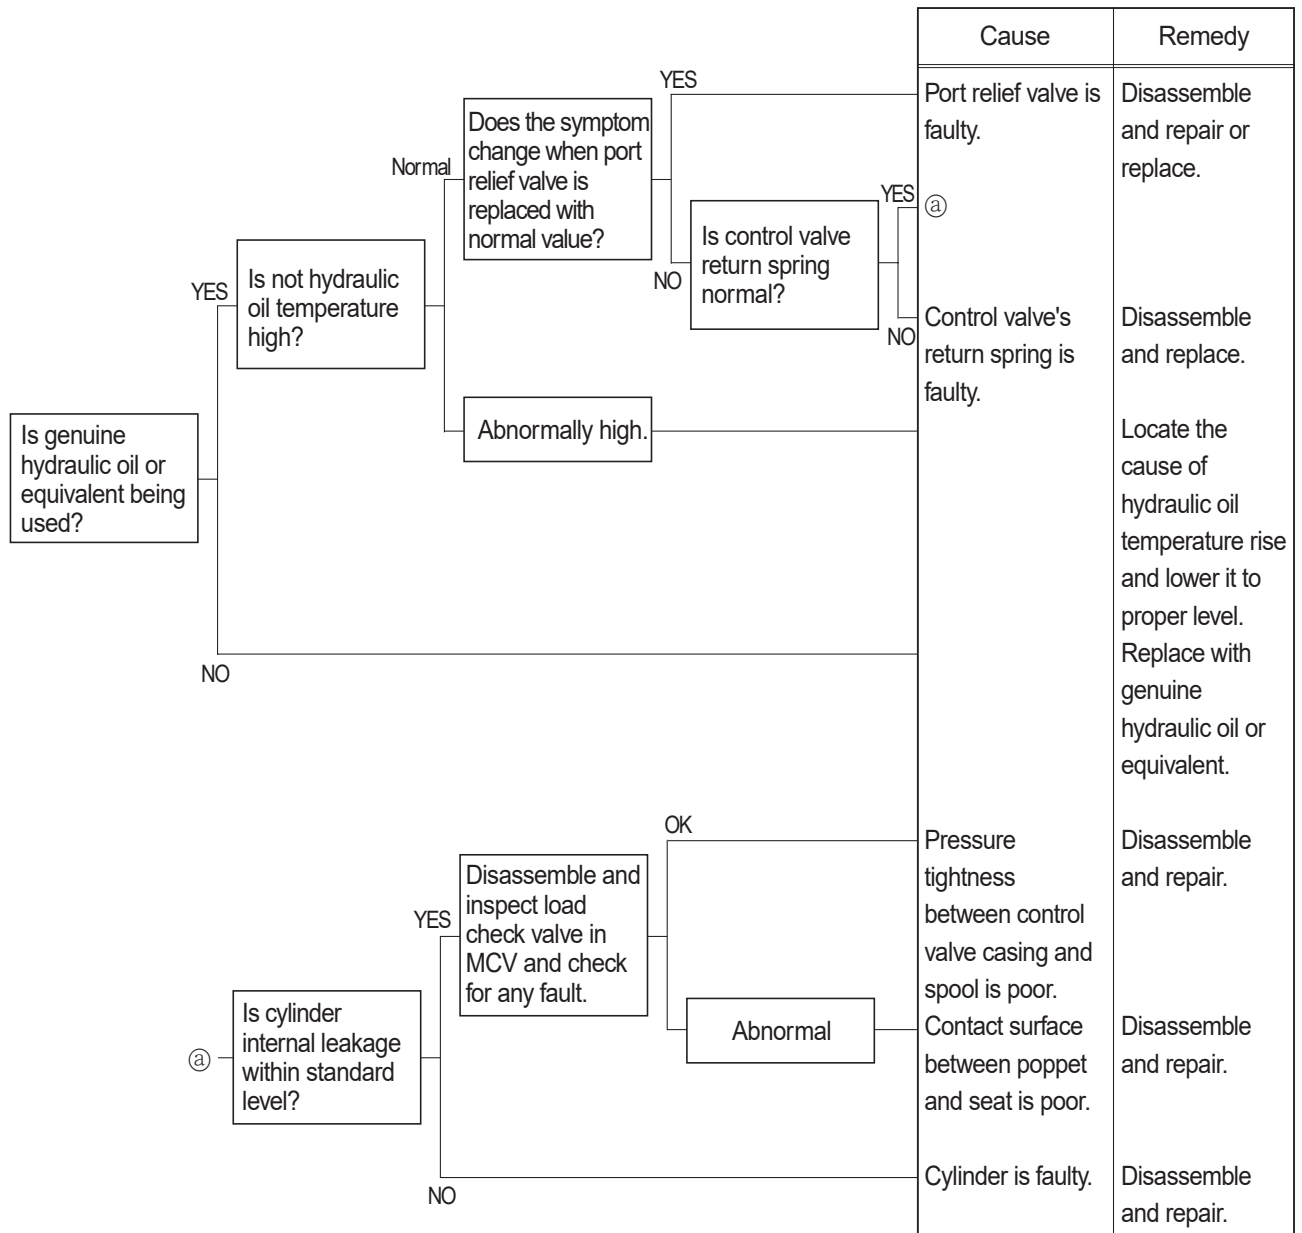 Cause
Remedy
YES
Port relief valve is
faulty.
Disassemble
and repair or
replace.
Does the symptom
change when port
relief valve is
replaced with
normal value?
Normal
YES
ⓐ
Is control valve
return spring
normal?
NO
Is not hydraulic
oil temperature
high?
YES
NO
Control valve's
return spring is
faulty.
Disassemble
and replace.
Abnormally high.
Locate the
cause of
hydraulic oil
temperature rise
and lower it to
proper level.
Is genuine
hydraulic oil or
equivalent being
used?
NO
Replace with
genuine
hydraulic oil or
equivalent.
OK
Pressure
tightness
between control
valve casing and
spool is poor.
Disassemble
and repair.
Disassemble and
inspect load
check valve in
MCV and check
for any fault.
YES
Abnormal
Contact surface
between poppet
and seat is poor.
Disassemble
and repair.
ⓐ
Is cylinder
internal leakage
within standard
level?
NO
Cylinder is faulty.
Disassemble
and repair.